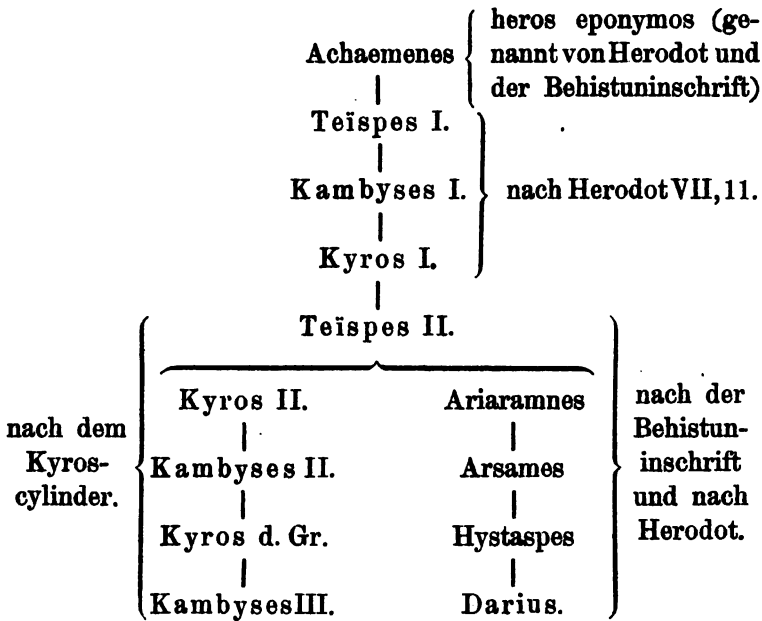 heros eponymos (ge-
Achaemenes nannt von Herodot und
der Behistuninschrift)
Teïspes I.
Kambyses I. nach Herodot VII, 11.
Kyros I.
Teïspes II.
Kyros II. Ariaramnes
nach dem
Kyros-
cylinder.
Kambyses II. Arsames
Kyros d. Gr. Hystaspes
Kambyses III. Darius.
nach der
Behistun-
inschrift
und nach
Herodot.